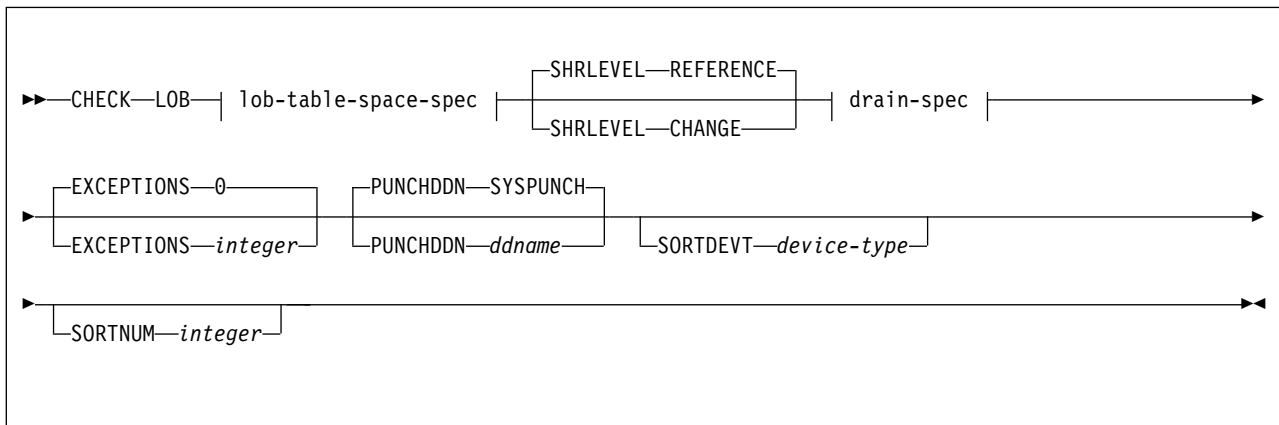 SHRLEVEL REFERENCE
CHECK LOB lob-table-space-spec drain-spec
SHRLEVEL CHANGE
EXCEPTIONS 0 PUNCHDDN SYSPUNCH
EXCEPTIONS integer PUNCHDDN ddname SORTDEVT device-type
SORTNUM integer